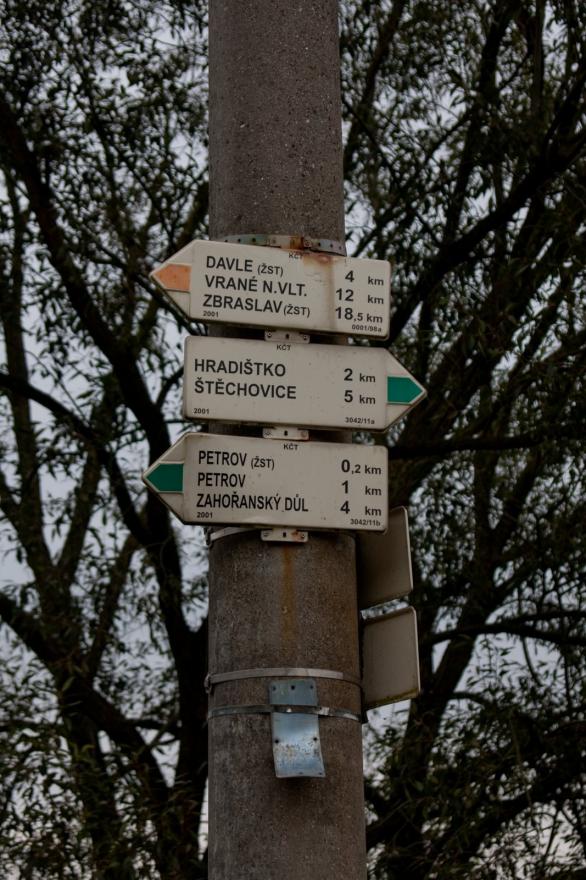 KČT
DAVLE (ŽST) 4 km
VRANÉ N.VLT. 12 km
ZBRASLAV (ŽST) 18,5 km
2001 0001/98a
KČT
HRADIŠTKO 2 km
ŠTĚCHOVICE 5 km
2001 3042/11a
KČT
PETROV (ŽST) 0,2 km
PETROV 1 km
ZAHOŘANSKÝ DŮL 4 km
2001 3042/11b